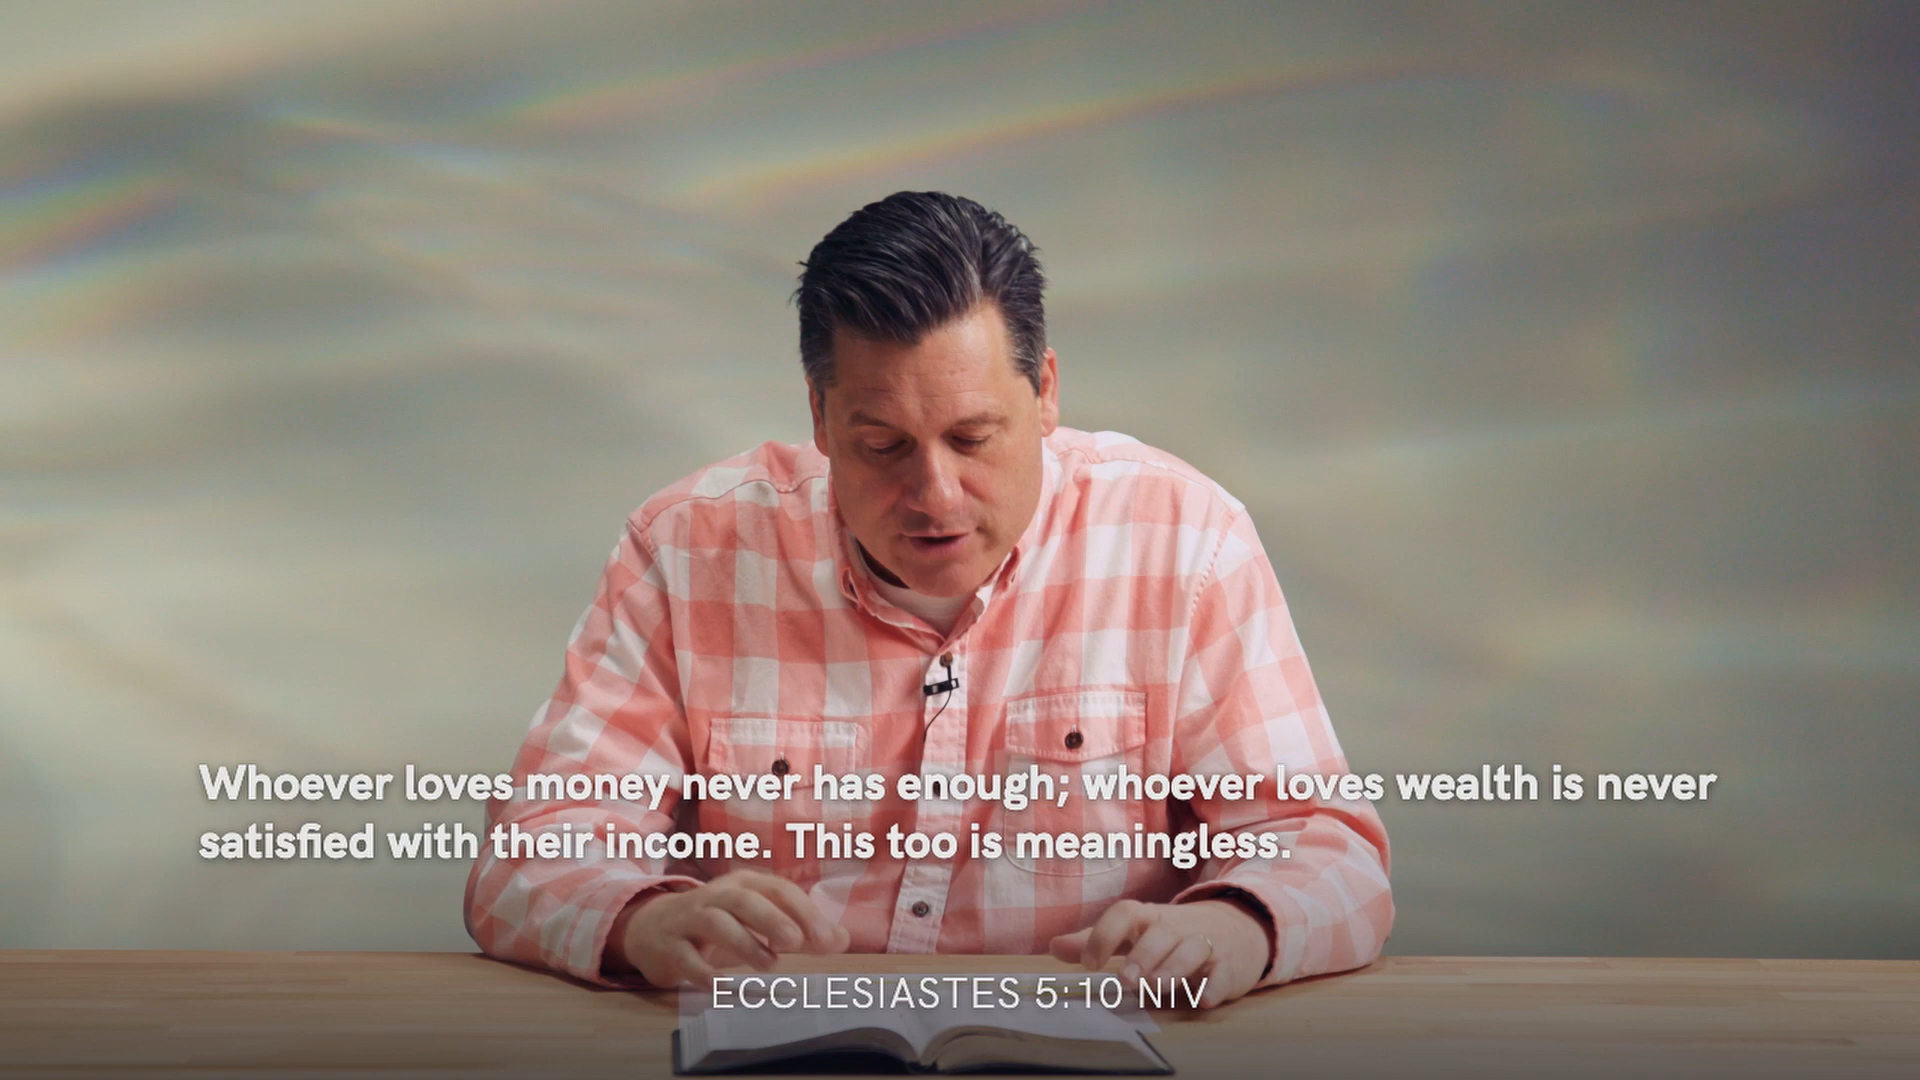 Whoever loves money never has enough; whoever loves wealth is never
satisfied with their income. This too is meaningless.
ECCLESIASTES 5:10 NIV